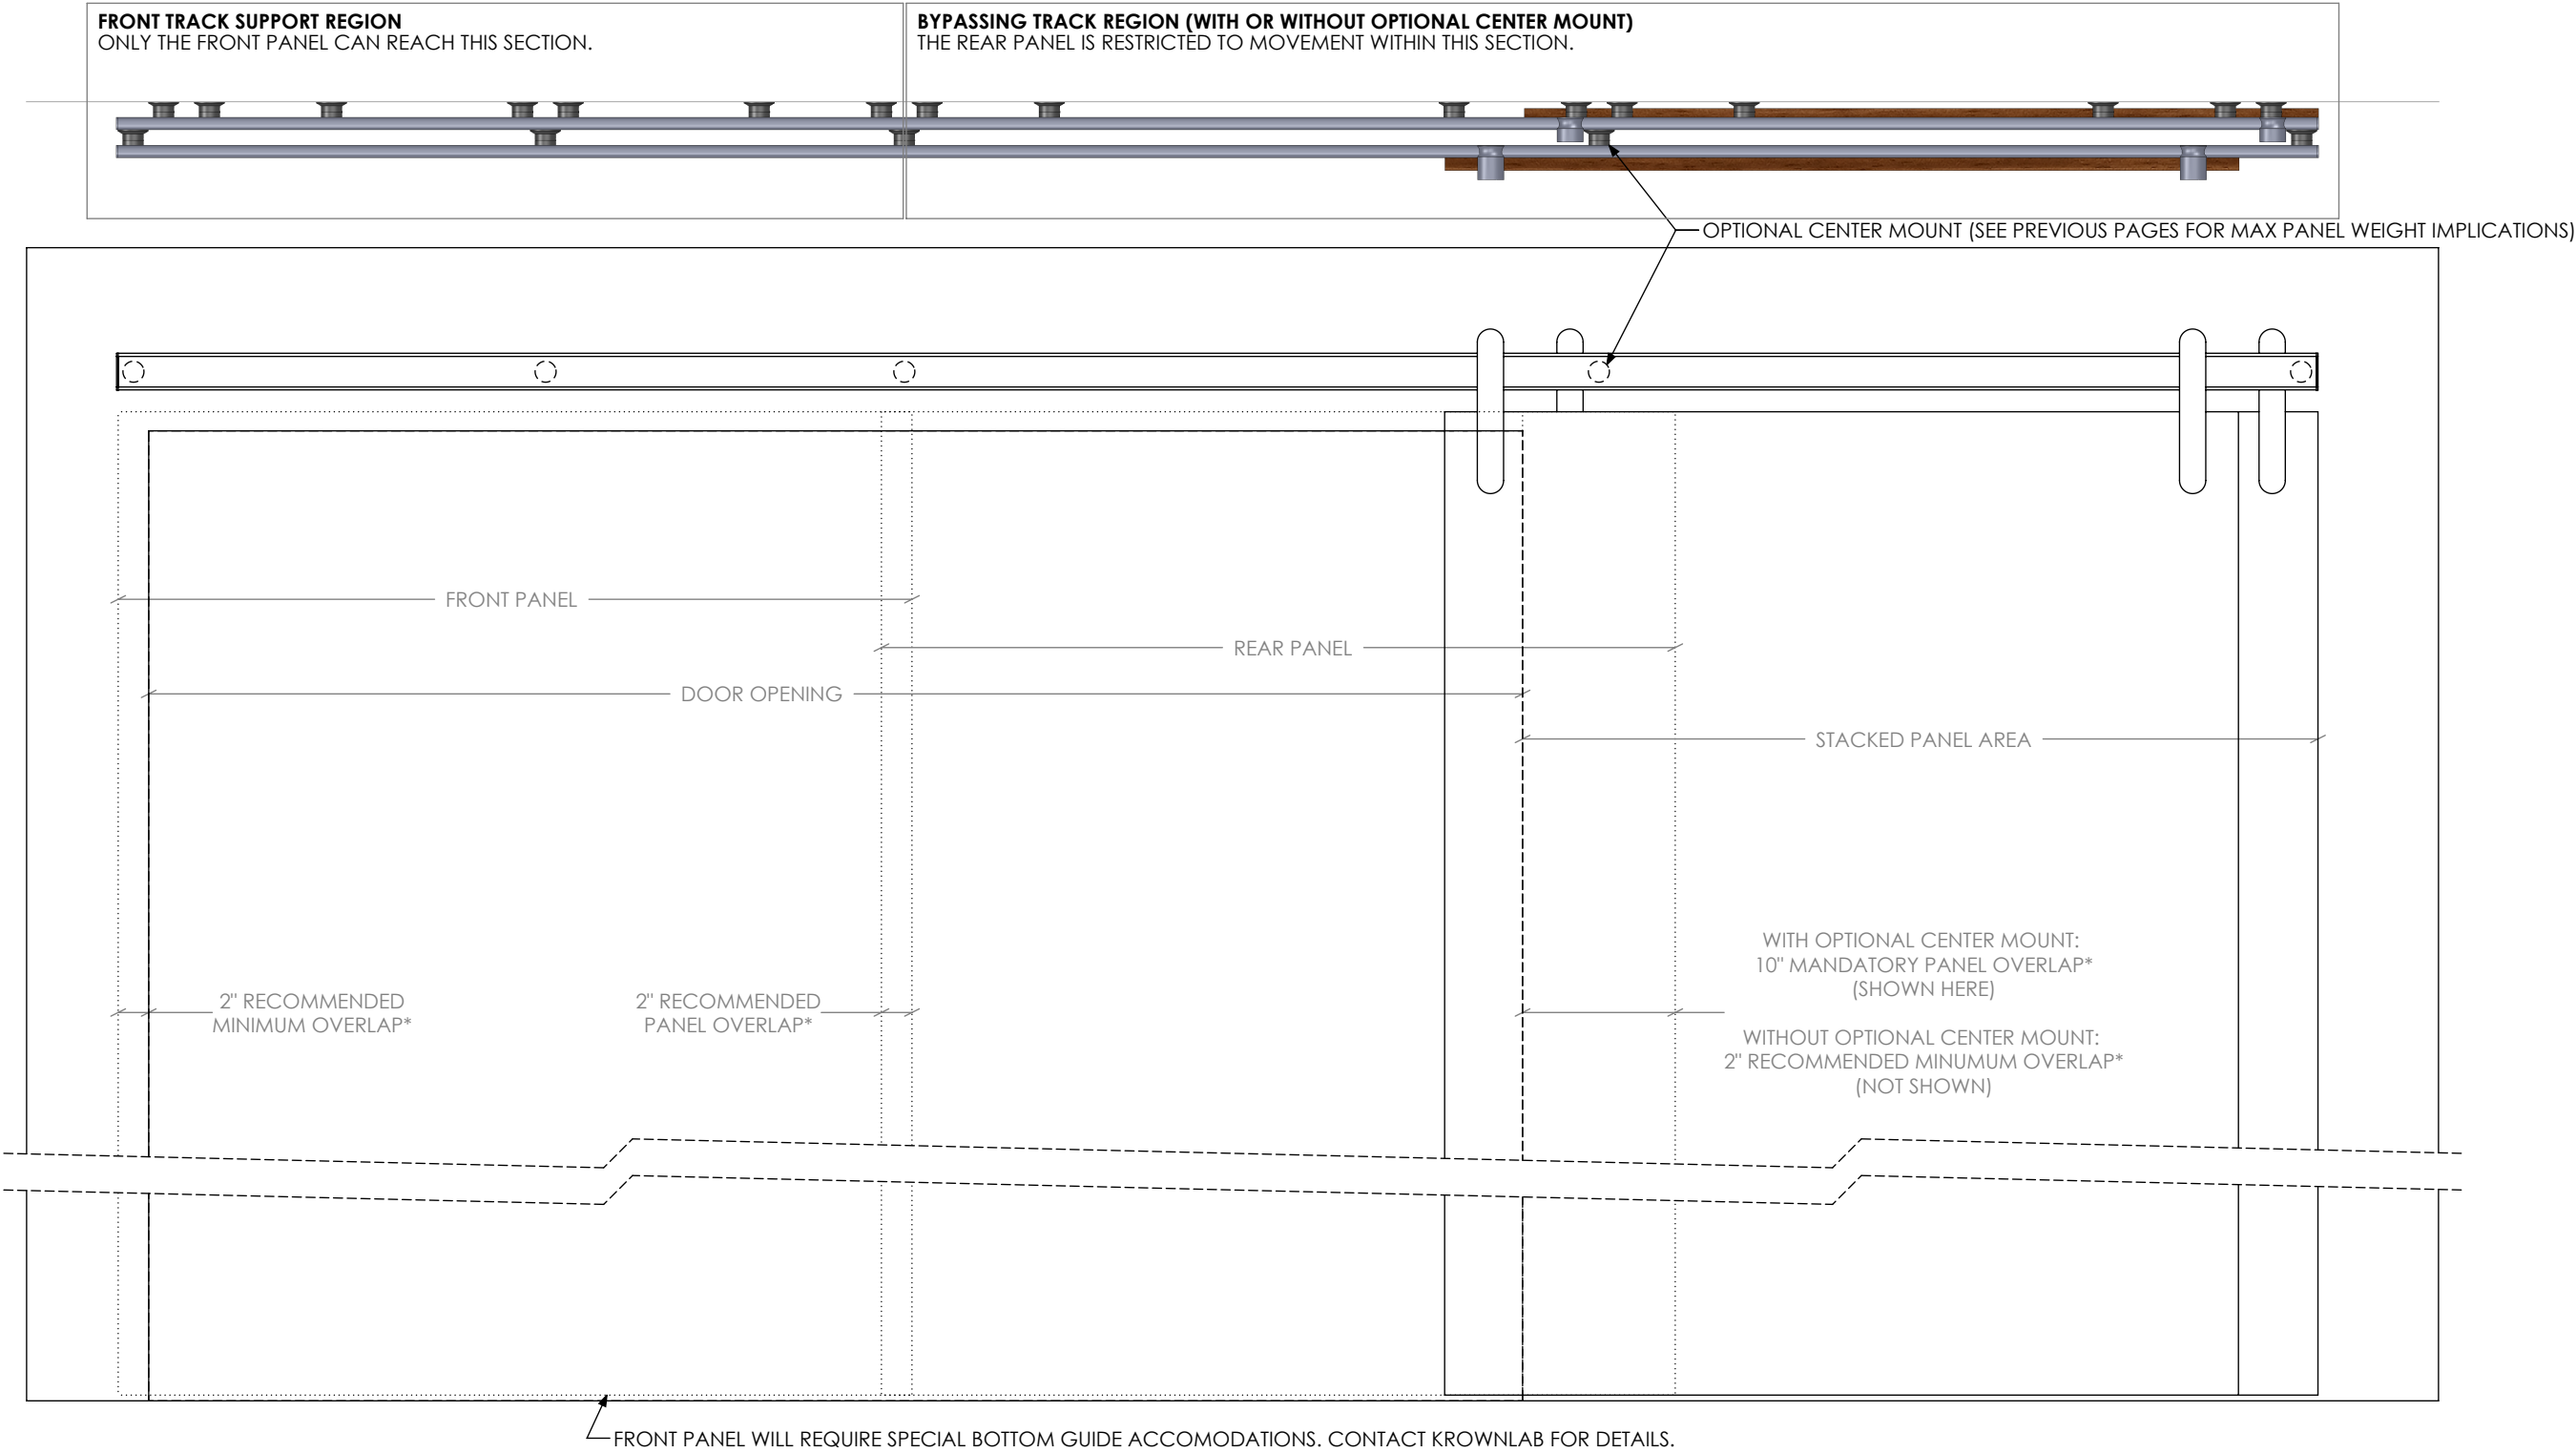 FRONT TRACK SUPPORT REGION
ONLY THE FRONT PANEL CAN REACH THIS SECTION.
BYPASSING TRACK REGION (WITH OR WITHOUT OPTIONAL CENTER MOUNT)
THE REAR PANEL IS RESTRICTED TO MOVEMENT WITHIN THIS SECTION.
OPTIONAL CENTER MOUNT (SEE PREVIOUS PAGES FOR MAX PANEL WEIGHT IMPLICATIONS)
FRONT PANEL
REAR PANEL
DOOR OPENING
STACKED PANEL AREA
2" RECOMMENDED
MINIMUM OVERLAP*
2" RECOMMENDED
PANEL OVERLAP*
WITH OPTIONAL CENTER MOUNT:
10" MANDATORY PANEL OVERLAP*
(SHOWN HERE)
WITHOUT OPTIONAL CENTER MOUNT:
2" RECOMMENDED MINUMUM OVERLAP*
(NOT SHOWN)
FRONT PANEL WILL REQUIRE SPECIAL BOTTOM GUIDE ACCOMODATIONS. CONTACT KROWNLAB FOR DETAILS.